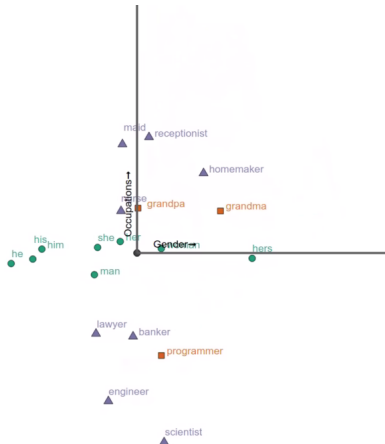 maid
receptionist
homemaker
Occupations→
nurse
grandpa
grandma
his
him
he
she
her
Gender→
hers
man
lawyer
banker
programmer
engineer
scientist